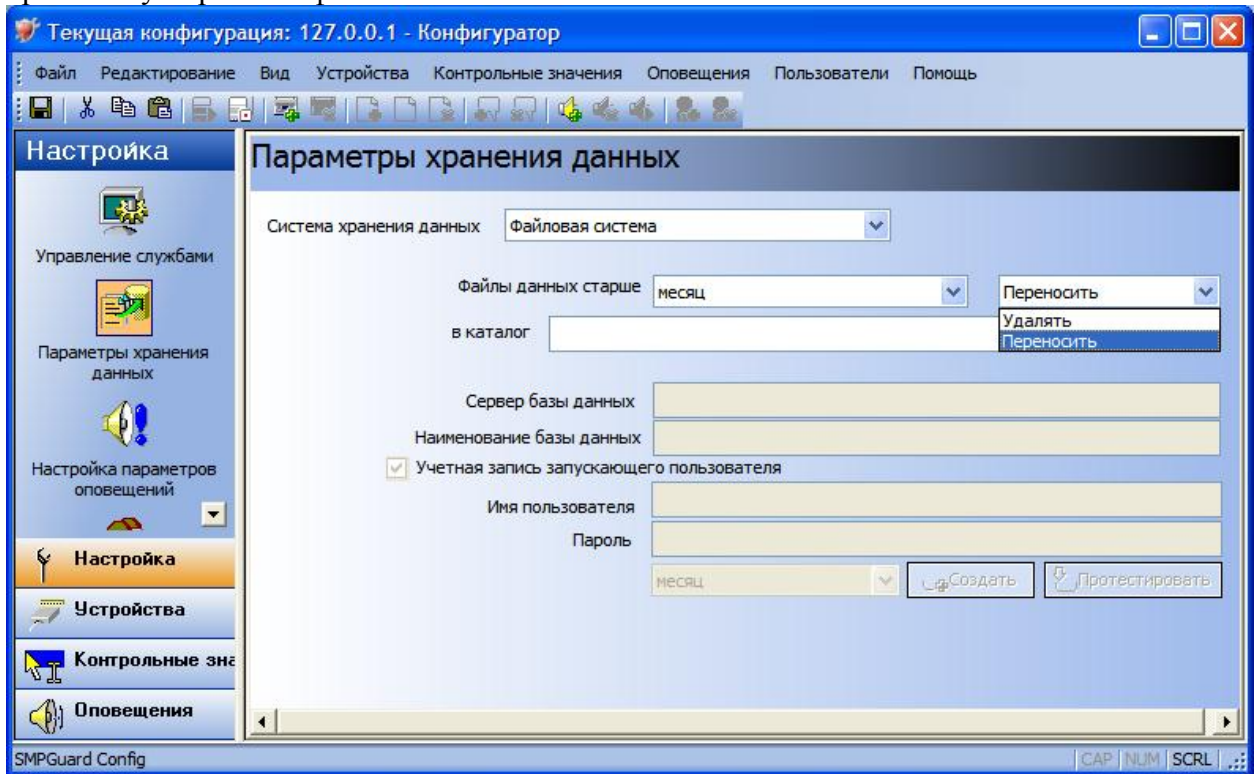 Текущая конфигурация: 127.0.0.1 - Конфигуратор
Файл Редактирование Вид Устройства Контрольные значения Оповещения Пользователи Помощь
Настройка
Управление службами
Параметры хранения
данных
Настройка параметров
оповещений
Настройка
Устройства
Контрольные зна
Оповещения
Параметры хранения данных
Система хранения данных Файловая система
Файлы данных старше месяц Переносить
Удалять
Переносить
в каталог
Сервер базы данных
Наименование базы данных
Учетная запись запускающего пользователя
Имя пользователя
Пароль
месяц Создать Протестировать
SMPGuard Config CAP NUM SCRL